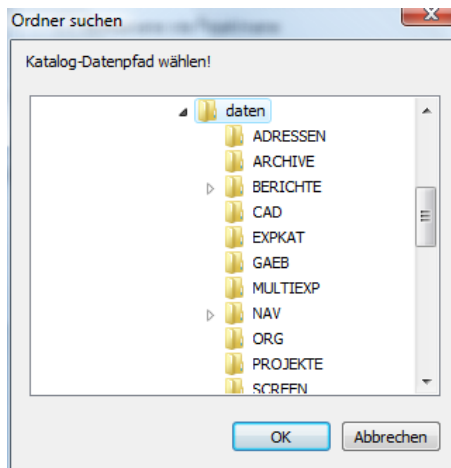 Ordner suchen
Katalog-Datenpfad wählen!
daten
ADRESSEN
ARCHIVE
BERICHTE
CAD
EXPKAT
GAEB
MULTIEXP
NAV
ORG
PROJEKTE
SCREEN
OK Abbrechen